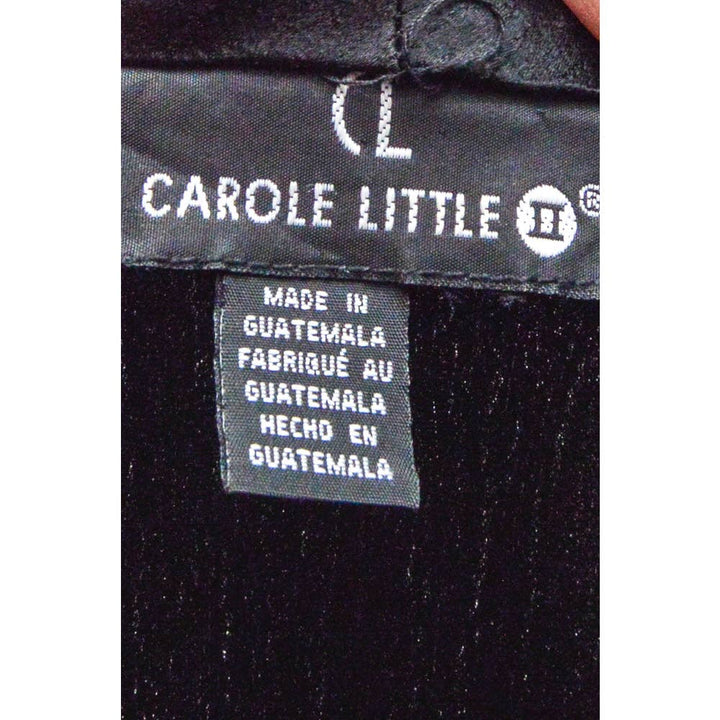 CL
CAROLE LITTLE II®
MADE IN
GUATEMALA
FABRIQUÉ AU
GUATEMALA
HECHO EN
GUATEMALA